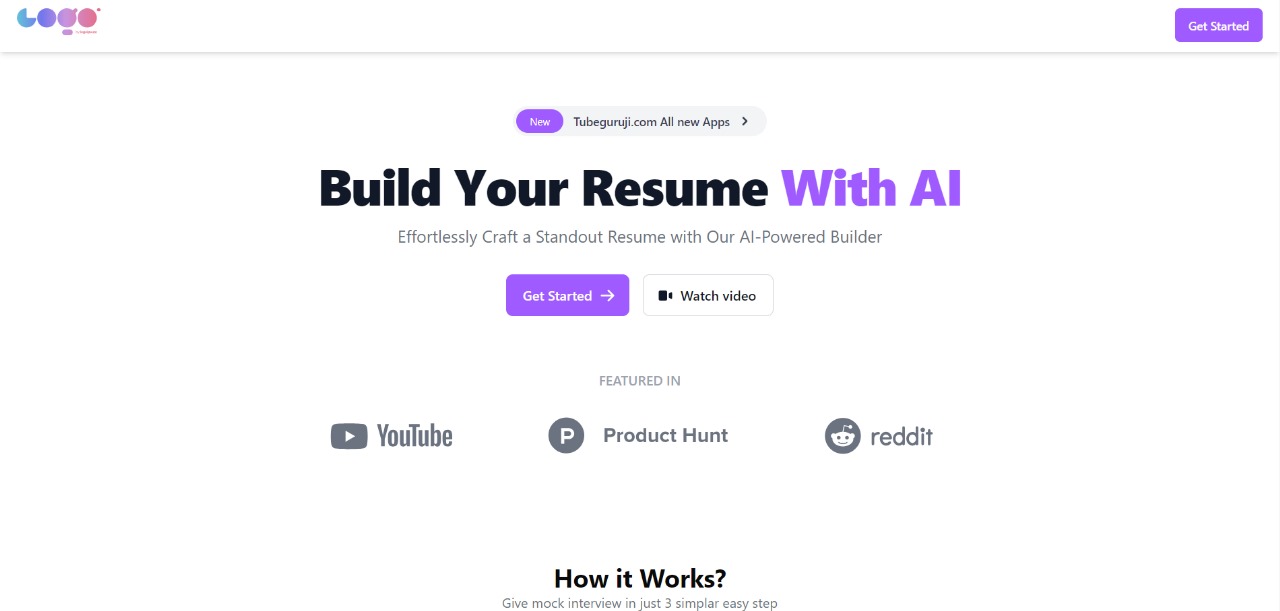 Logo
Get Started
New Tubeguruji.com All new Apps
Build Your Resume With AI
Effortlessly Craft a Standout Resume with Our AI-Powered Builder
Get Started Watch video
FEATURED IN
YouTube Product Hunt reddit
How it Works?
Give mock interview in just 3 simplar easy step